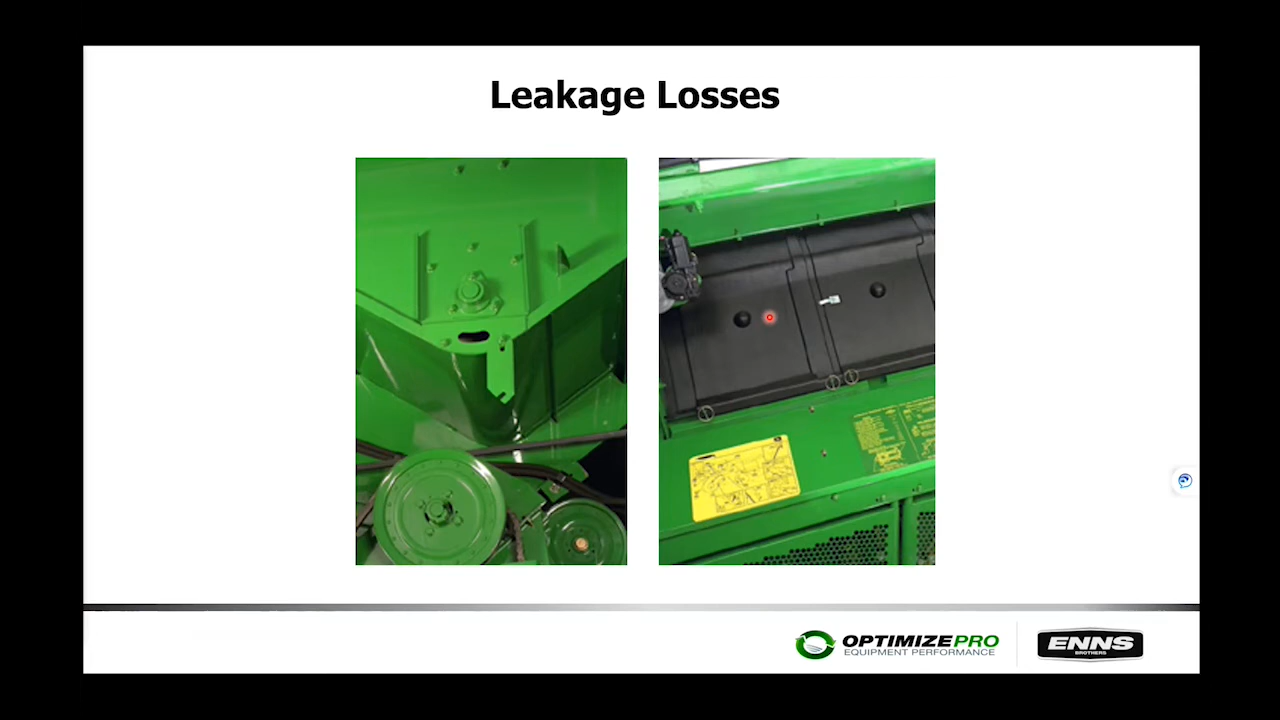 Leakage Losses
OPTIMIZEPRO
EQUIPMENT PERFORMANCE
ENNS
BROTHERS